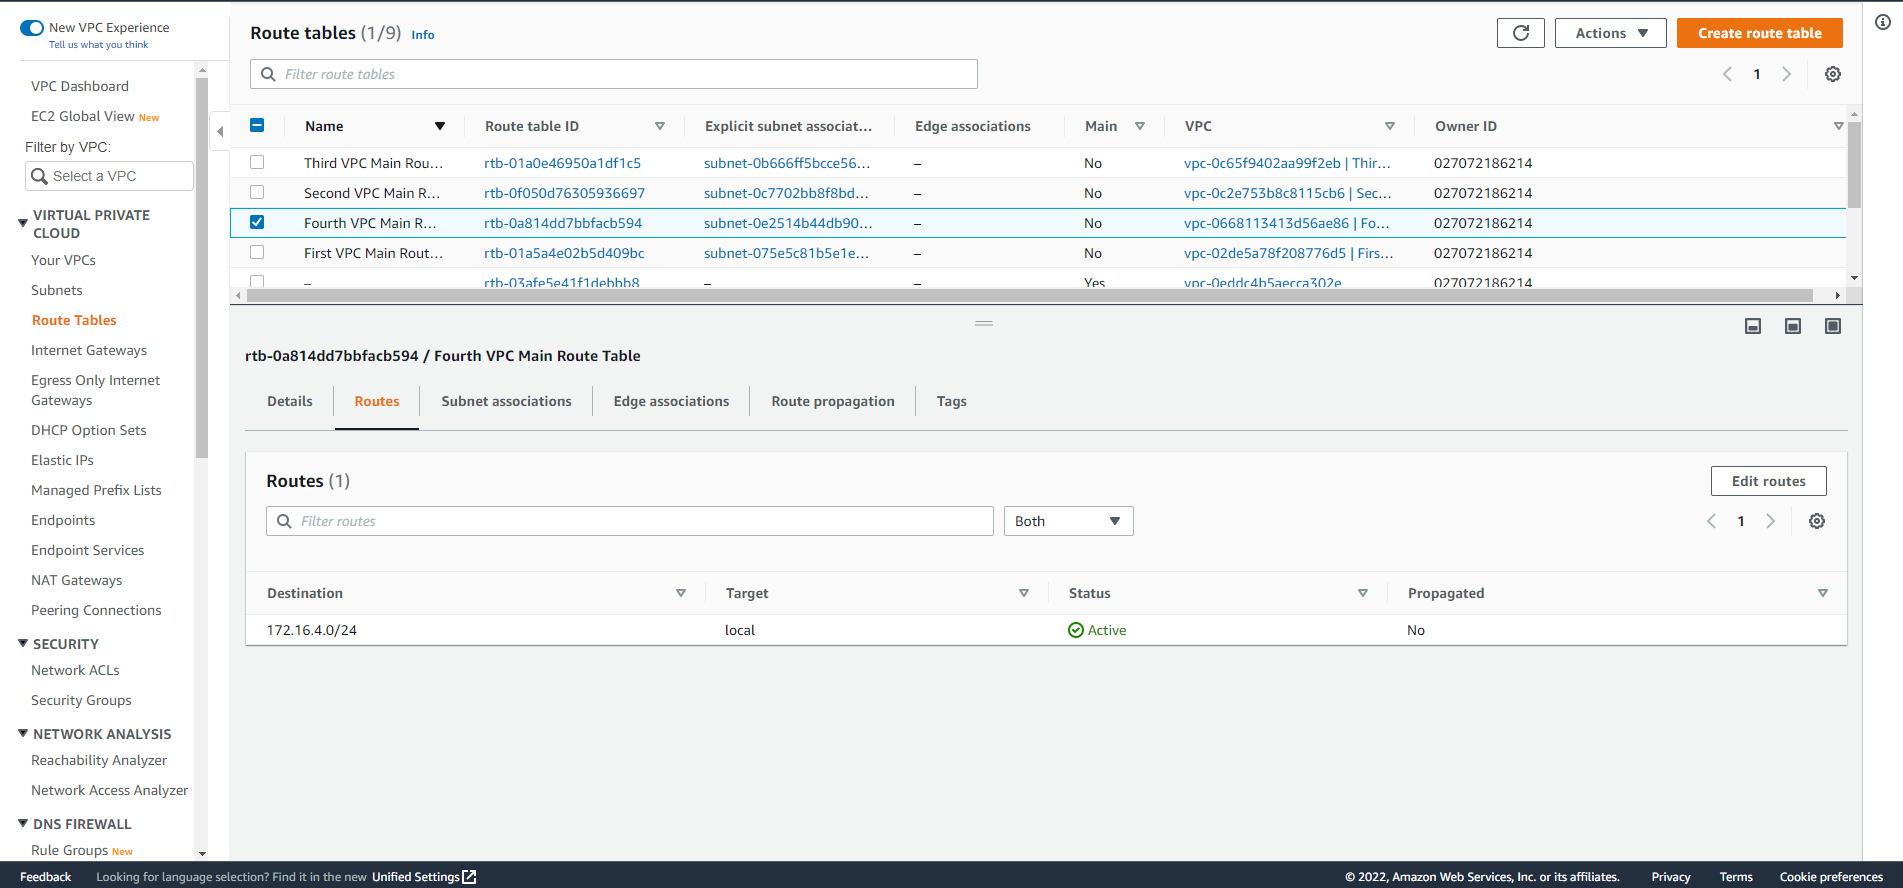 New VPC Experience
Tell us what you think
VPC Dashboard
EC2 Global View New
Filter by VPC:
Select a VPC
VIRTUAL PRIVATE
CLOUD
Your VPCs
Subnets
Route Tables
Internet Gateways
Egress Only Internet
Gateways
DHCP Option Sets
Elastic IPs
Managed Prefix Lists
Endpoints
Endpoint Services
NAT Gateways
Peering Connections
SECURITY
Network ACLs
Security Groups
NETWORK ANALYSIS
Reachability Analyzer
Network Access Analyzer
DNS FIREWALL
Rule Groups New
Route tables (1/9) Info
Actions
Create route table
Filter route tables
1
Name Route table ID Explicit subnet associat... Edge associations Main VPC Owner ID
Third VPC Main Rou... rtb-01a0e46950a1df1c5 subnet-0b666ff5bcce56... – No vpc-0c65f9402aa99f2eb | Thir... 027072186214
Second VPC Main R... rtb-0f050d76305936697 subnet-0c7702bb8f8bd... – No vpc-0c2e753b8c8115cb6 | Sec... 027072186214
Fourth VPC Main R... rtb-0a814dd7bbfacb594 subnet-0e2514b44db90... – No vpc-0668113413d56ae86 | Fo... 027072186214
First VPC Main Rout... rtb-01a5a4e02b5d409bc subnet-075e5c81b5e1e... – No vpc-02de5a78f208776d5 | Firs... 027072186214
– rtb-03afe5e41f1debbb8 – – Yes vpc-0eddc4b5aecca302e 027072186214
rtb-0a814dd7bbfacb594 / Fourth VPC Main Route Table
Details Routes Subnet associations Edge associations Route propagation Tags
Routes (1)
Edit routes
Filter routes
Both
1
Destination Target Status Propagated
172.16.4.0/24 local Active No
Feedback Looking for language selection? Find it in the new Unified Settings © 2022, Amazon Web Services, Inc. or its affiliates. Privacy Terms Cookie preferences